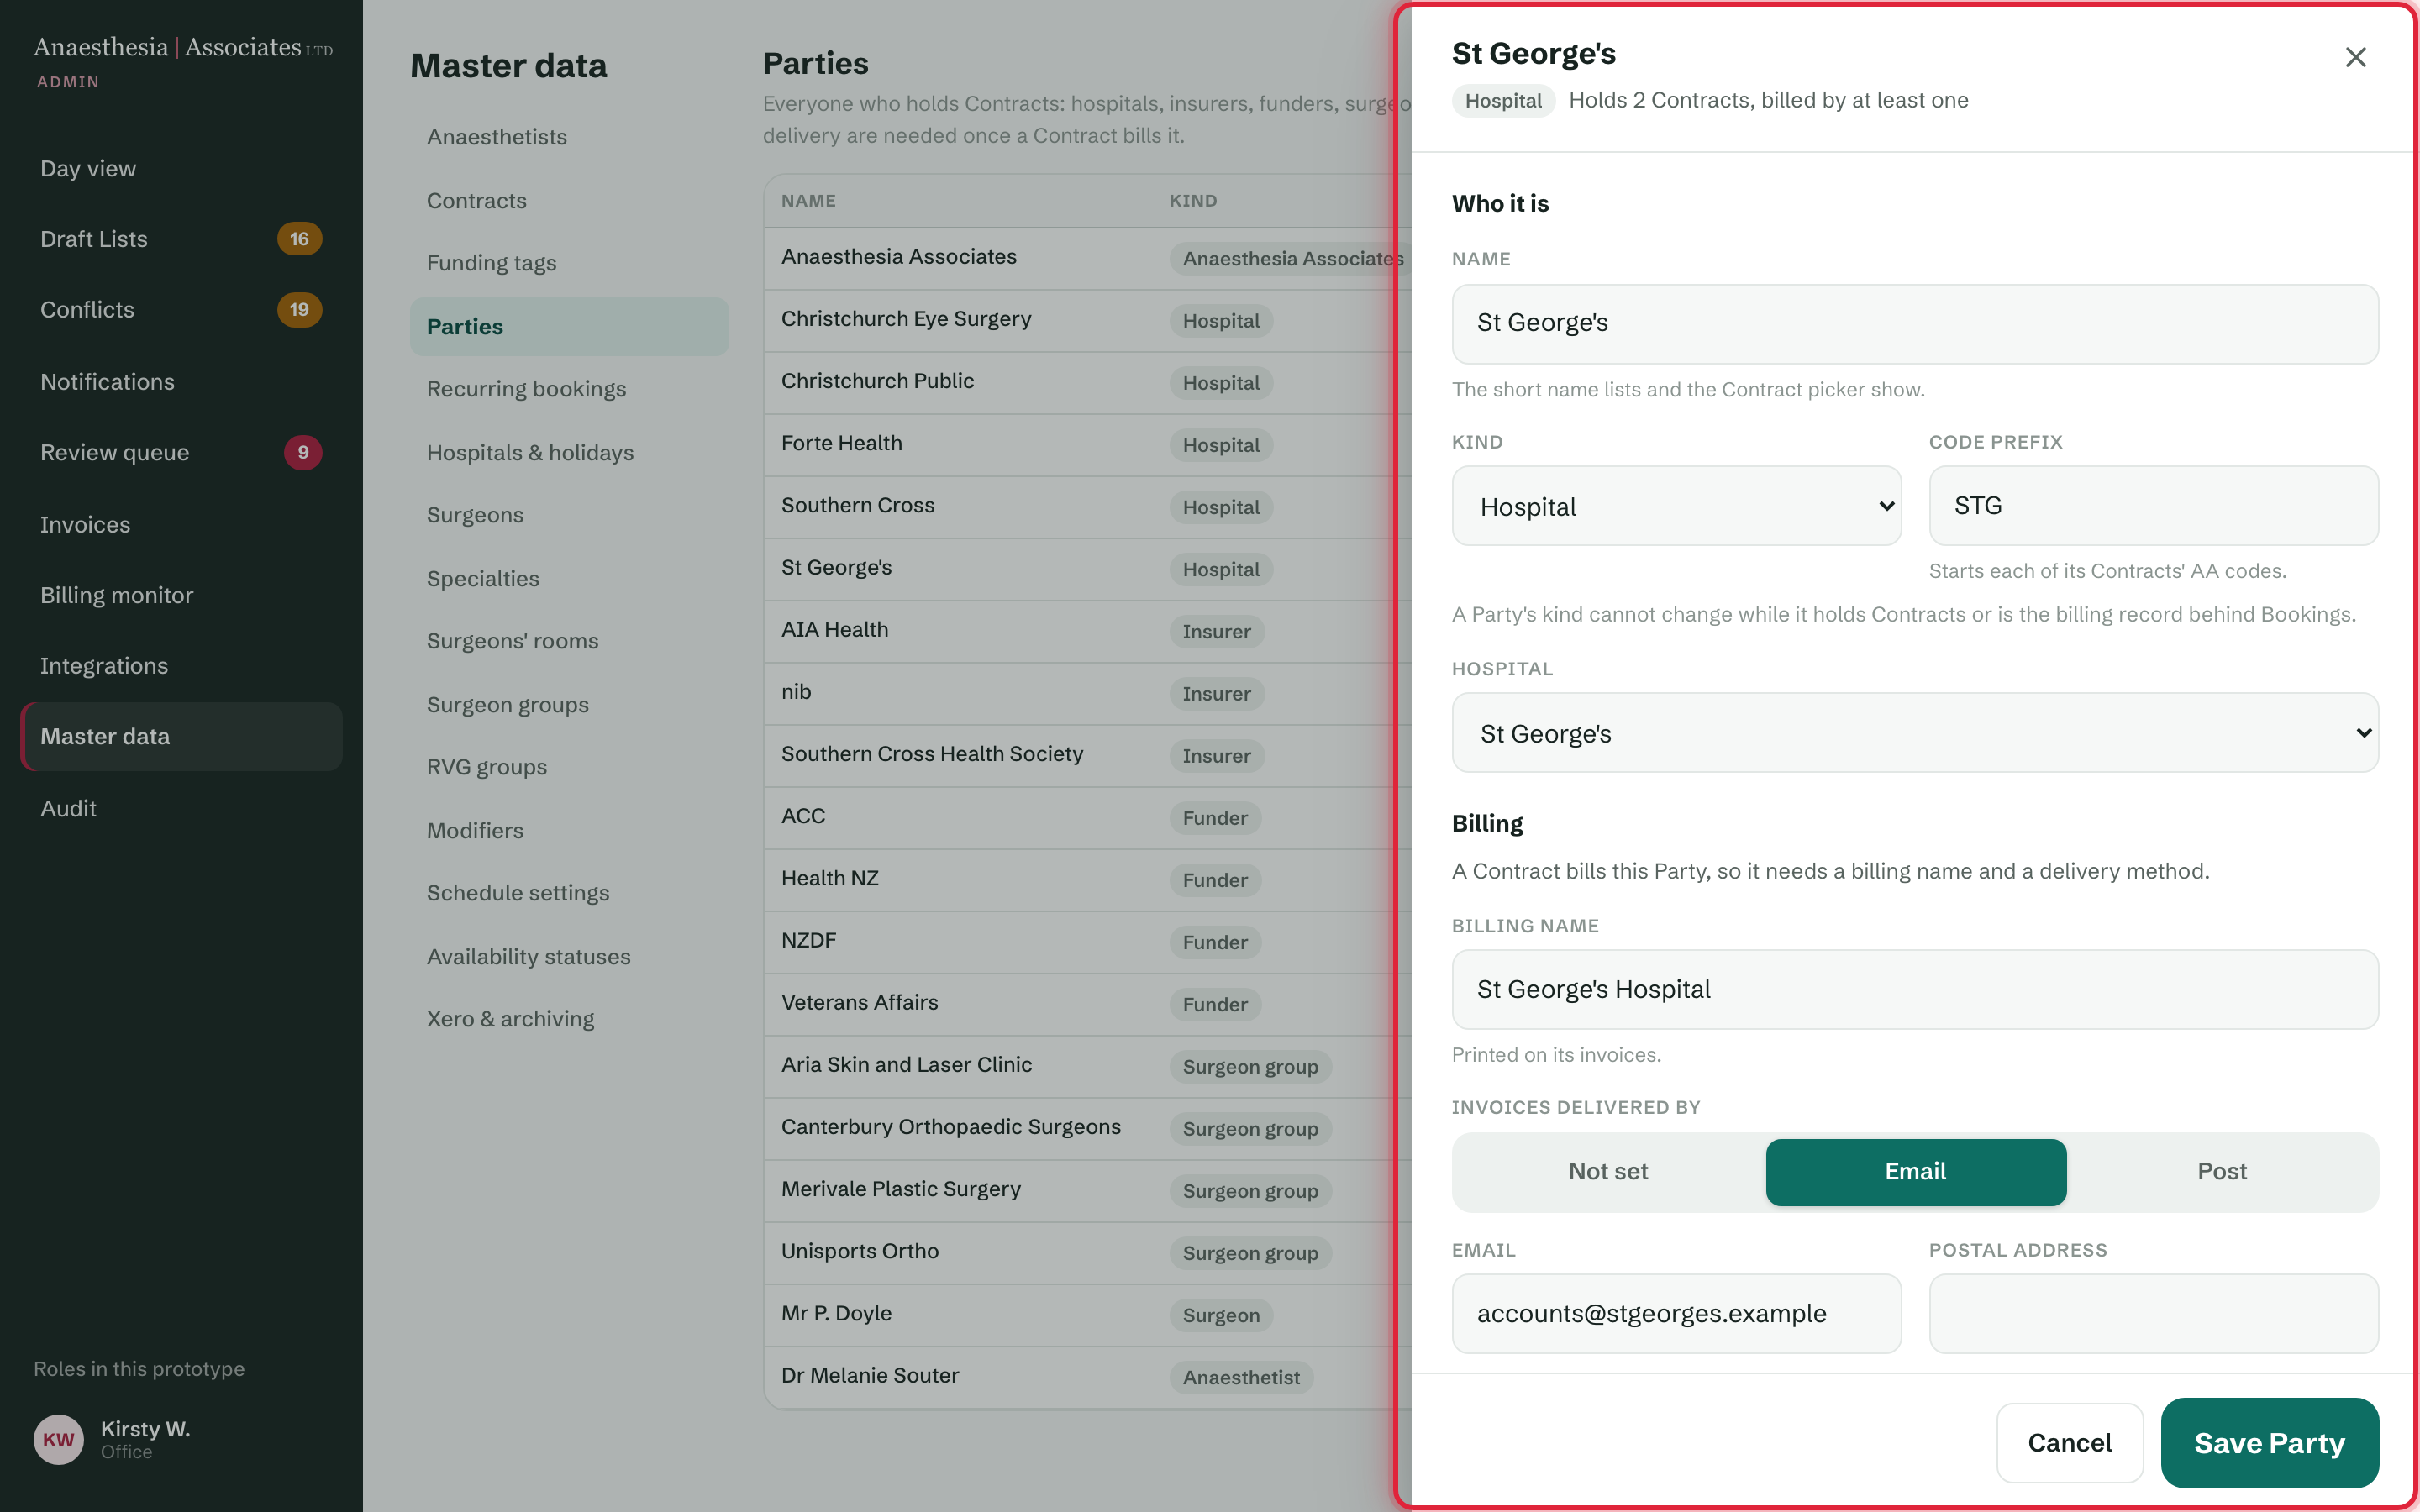 Anaesthesia | Associates LTD
ADMIN
Day view
Draft Lists 16
Conflicts 19
Notifications
Review queue 9
Invoices
Billing monitor
Integrations
Master data
Audit
Roles in this prototype
KW
Kirsty W.
Office
Master data
Anaesthetists
Contracts
Funding tags
Parties
Recurring bookings
Hospitals & holidays
Surgeons
Specialties
Surgeons' rooms
Surgeon groups
RVG groups
Modifiers
Schedule settings
Availability statuses
Xero & archiving
Parties
Everyone who holds Contracts: hospitals, insurers, funders,
delivery are needed once a Contract bills it.
NAME KIND
Anaesthesia Associates Anaesthesia Associates
Christchurch Eye Surgery Hospital
Christchurch Public Hospital
Forte Health Hospital
Southern Cross Hospital
St George's Hospital
AIA Health Insurer
nib Insurer
Southern Cross Health Society Insurer
ACC Funder
Health NZ Funder
NZDF Funder
Veterans Affairs Funder
Aria Skin and Laser Clinic Surgeon group
Canterbury Orthopaedic Surgeons Surgeon group
Merivale Plastic Surgery Surgeon group
Unisports Ortho Surgeon group
Mr P. Doyle Surgeon
Dr Melanie Souter Anaesthetist
St George's
Hospital Holds 2 Contracts, billed by at least one
Who it is
NAME
St George's
The short name lists and the Contract picker show.
KIND CODE PREFIX
Hospital STG
Starts each of its Contracts' AA codes.
A Party's kind cannot change while it holds Contracts or is the billing record behind Bookings.
HOSPITAL
St George's
Billing
A Contract bills this Party, so it needs a billing name and a delivery method.
BILLING NAME
St George's Hospital
Printed on its invoices.
INVOICES DELIVERED BY
Not set Email Post
EMAIL POSTAL ADDRESS
accounts@stgeorges.example
Cancel Save Party